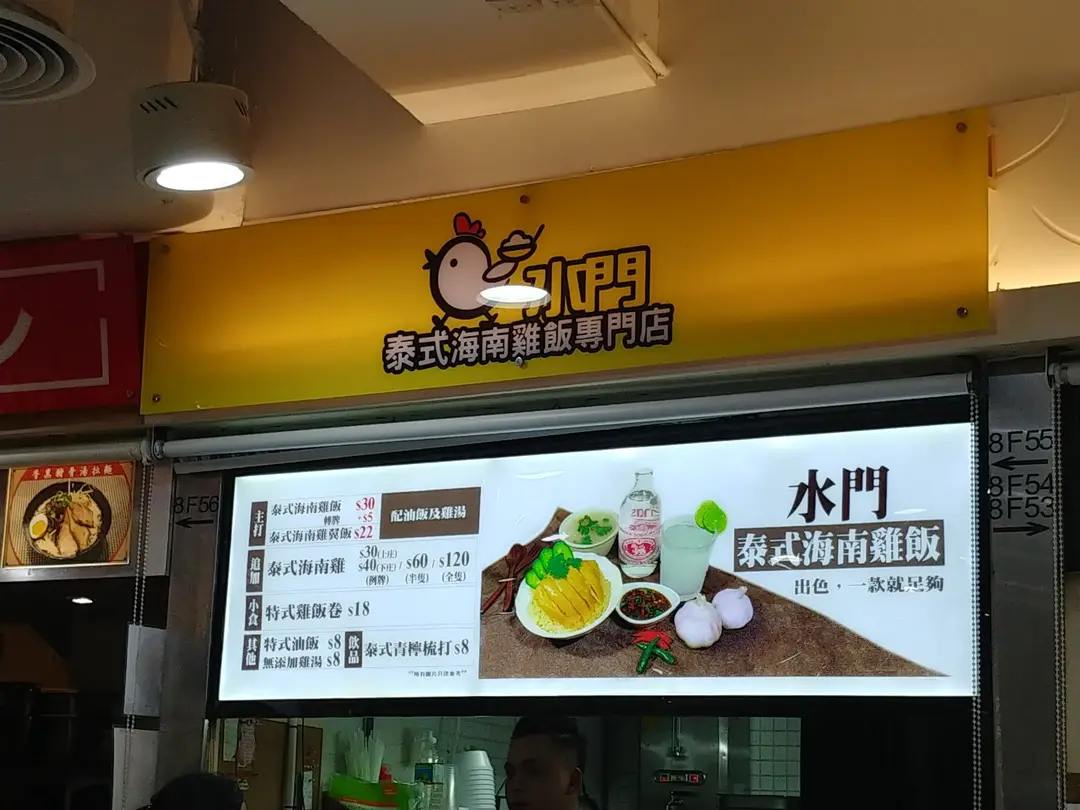 水門
泰式海南雞飯專門店
骨湯拉麵
8F56
主打
泰式海南雞飯 $30
轉髀 +$5
泰式海南雞翼飯 $22
配油飯及雞湯
追加
泰式海南雞
$30(上庄)
$40(下庄)
(例牌)
/ $60
(半隻)
/ $120
(全隻)
小食
特式雞飯卷 $18
其他
特式油飯 $8
無添加雞湯 $8
飲品
泰式青檸梳打 $8
水門
泰式海南雞飯
出色，一款就足夠
8F55
8F54
8F53